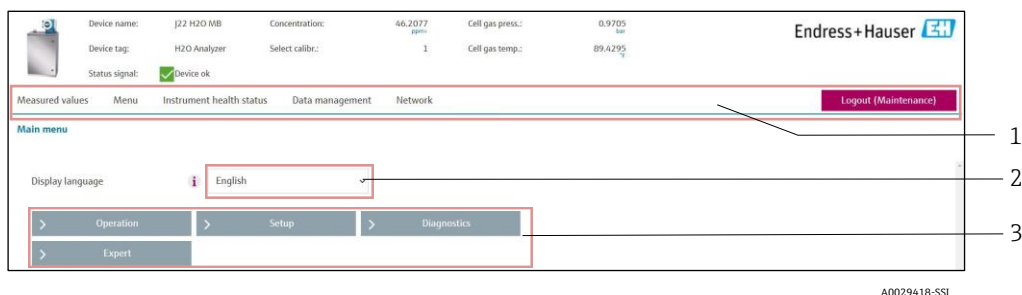 Device name: J22 H2O MB Concentration: 46.2077 ppmv Cell gas press.: 0.9705 bar
Endress+Hauser EH
Device tag: H2O Analyzer Select calibr.: 1 Cell gas temp.: 89.4295 °F
Status signal: Device ok
Measured values Menu Instrument health status Data management Network Logout (Maintenance)
Main menu
1
Display language i English
2
> Operation > Setup > Diagnostics
3
> Expert
A0029418-SSI